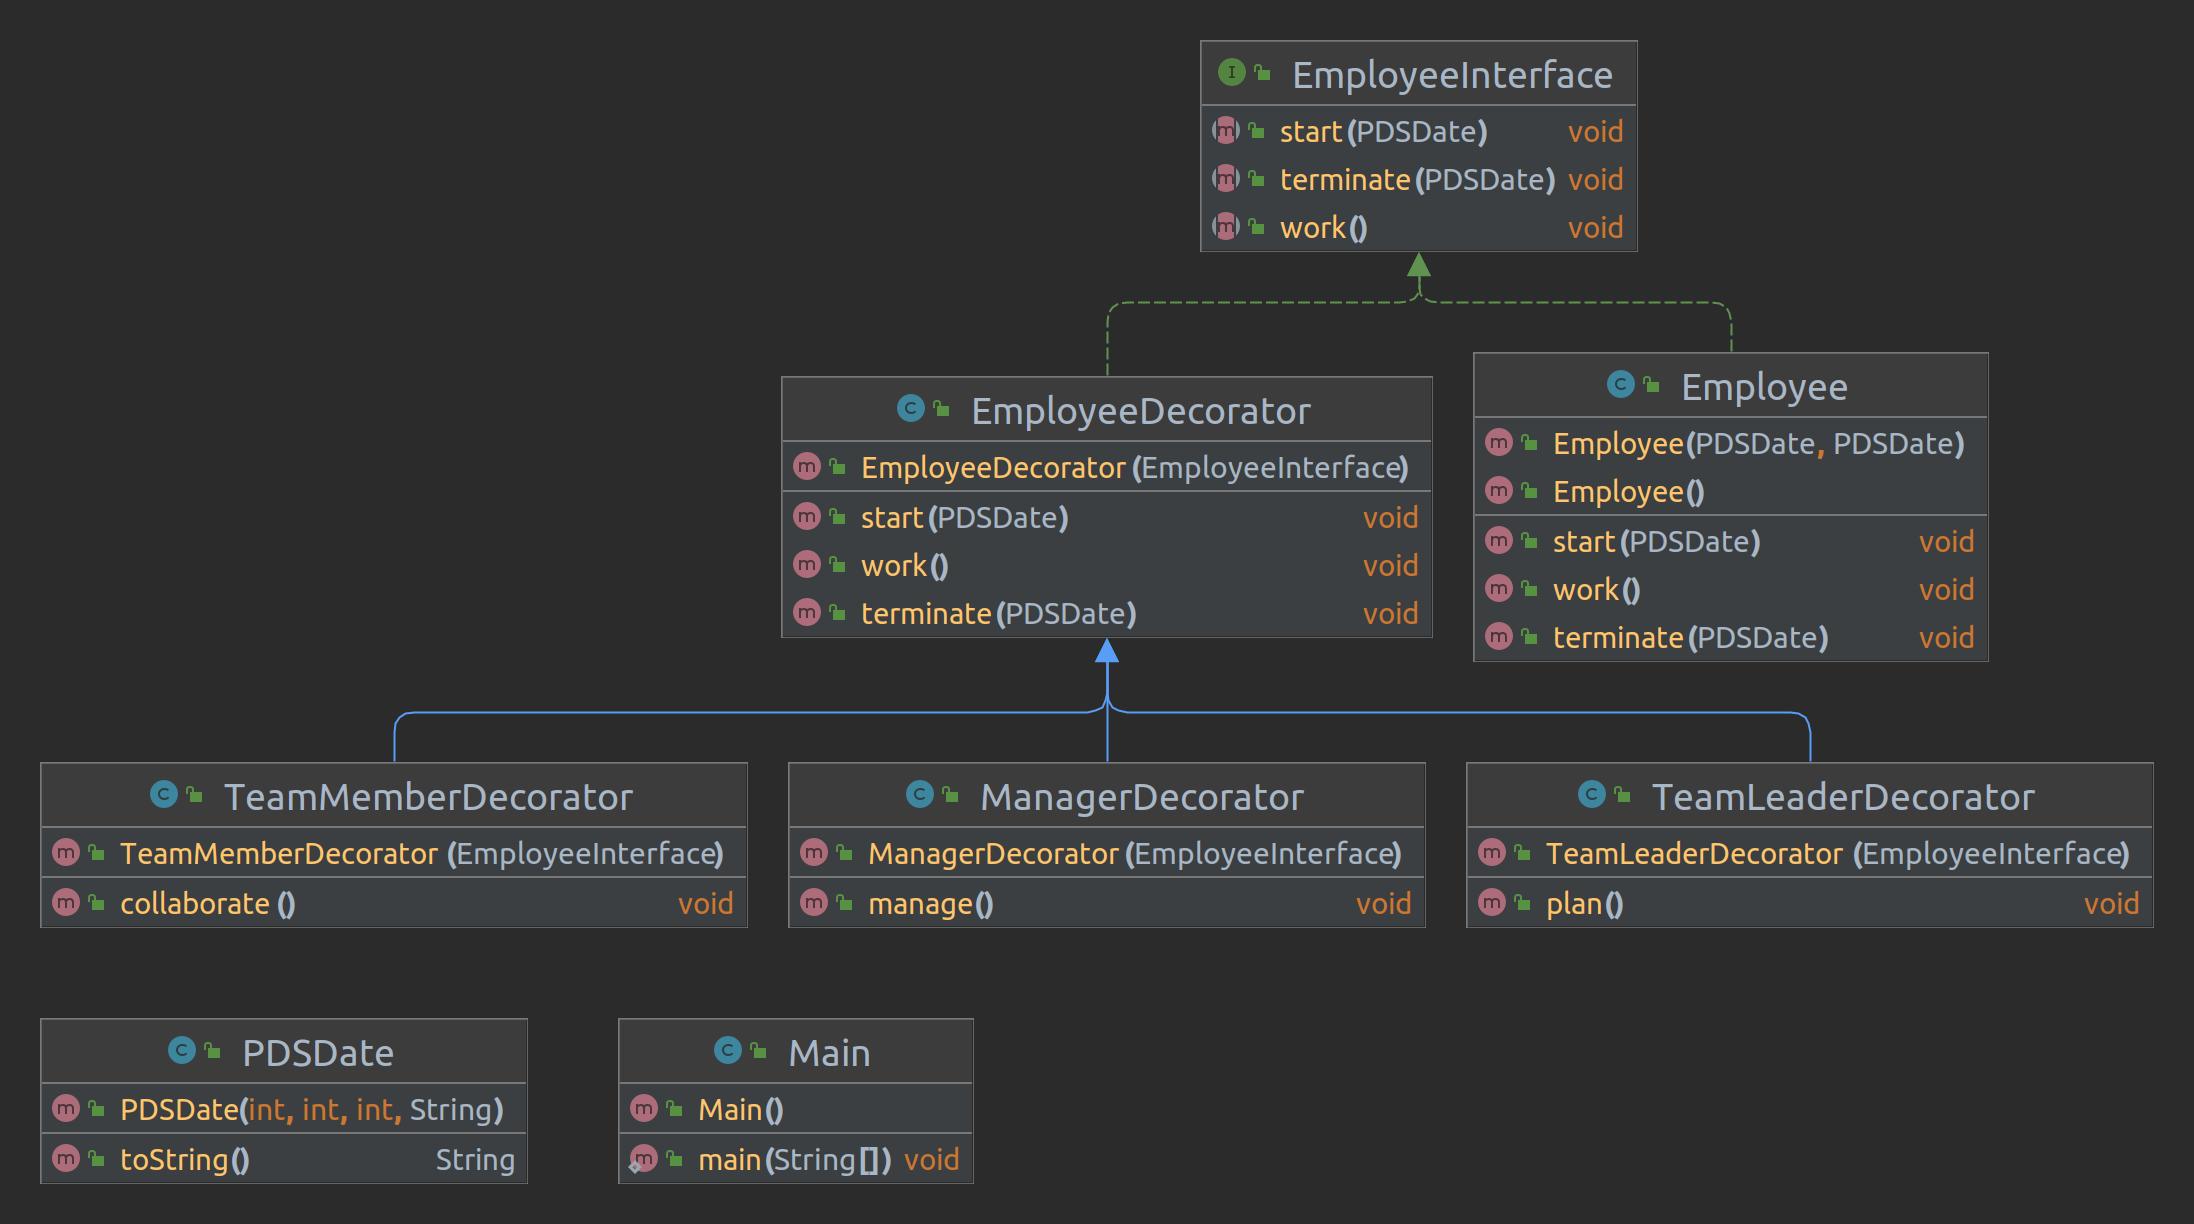 EmployeeInterface
start(PDSDate) void
terminate(PDSDate) void
work() void
EmployeeDecorator
EmployeeDecorator(EmployeeInterface)
start(PDSDate) void
work() void
terminate(PDSDate) void
Employee
Employee(PDSDate, PDSDate)
Employee()
start(PDSDate) void
work() void
terminate(PDSDate) void
TeamMemberDecorator
TeamMemberDecorator (EmployeeInterface)
collaborate () void
ManagerDecorator
ManagerDecorator(EmployeeInterface)
manage() void
TeamLeaderDecorator
TeamLeaderDecorator (EmployeeInterface)
plan() void
PDSDate
PDSDate(int, int, int, String)
toString() String
Main
Main()
main(String[]) void